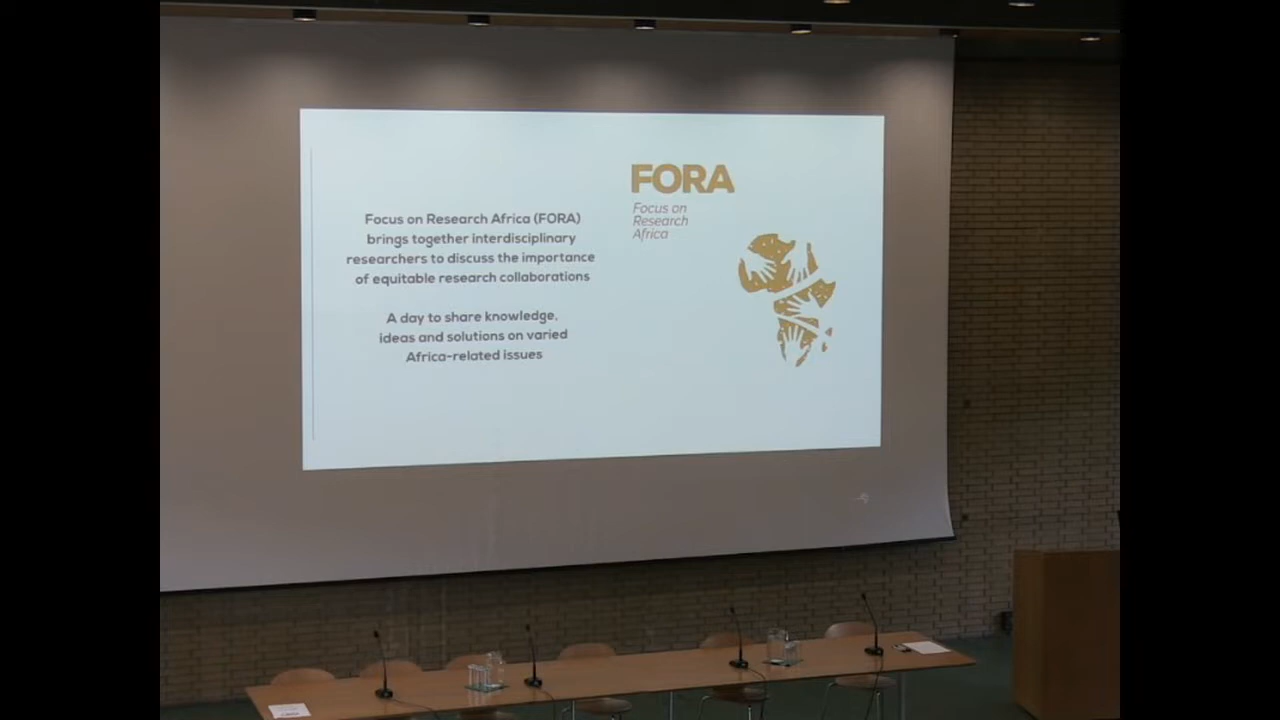 Focus on Research Africa (FORA)
brings together interdisciplinary
researchers to discuss the importance
of equitable research collaborations
A day to share knowledge,
ideas and solutions on varied
Africa-related issues
FORA
Focus on
Research
Africa